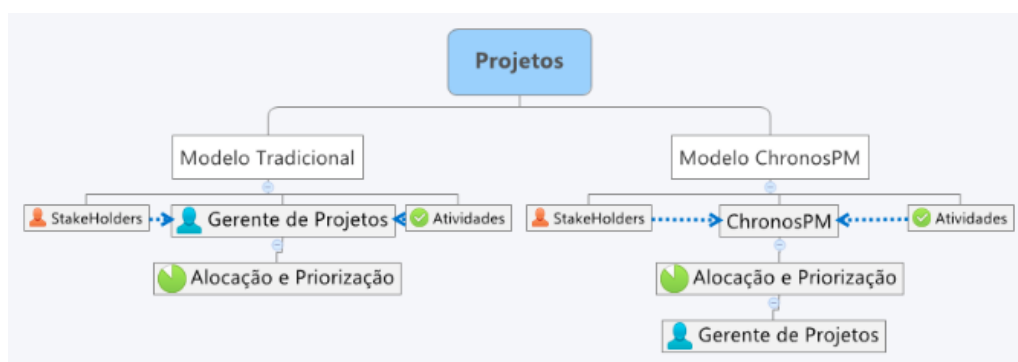 Projetos
Modelo Tradicional
Modelo ChronosPM
StakeHolders
Gerente de Projetos
Atividades
StakeHolders
ChronosPM
Atividades
Alocação e Priorização
Alocação e Priorização
Gerente de Projetos